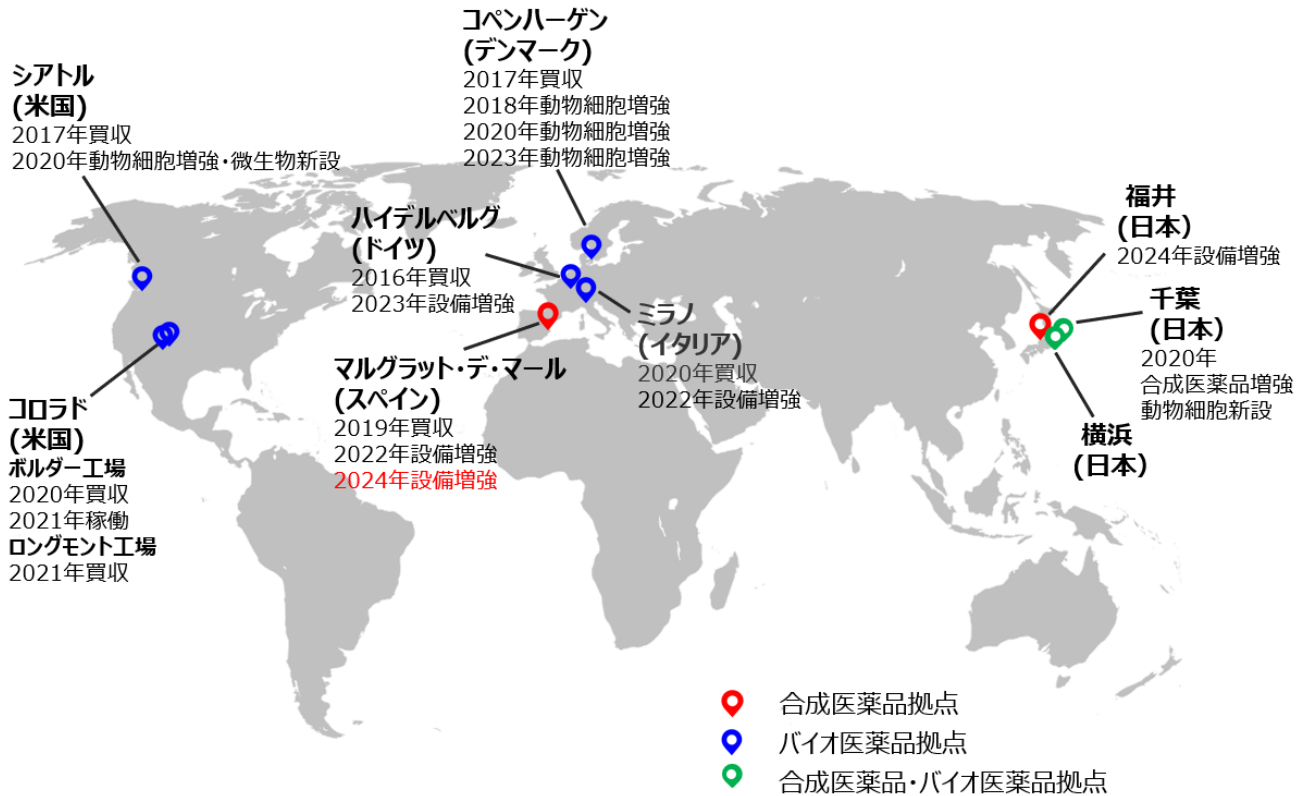 コペンハーゲン
(デンマーク)
2017年買収
2018年動物細胞増強
2020年動物細胞増強
2023年動物細胞増強
シアトル
(米国)
2017年買収
2020年動物細胞増強・微生物新設
ハイデルベルグ
(ドイツ)
2016年買収
2023年設備増強
福井
(日本)
2024年設備増強
千葉
(日本)
2020年
合成医薬品増強
動物細胞新設
ミラノ
(イタリア)
2020年買収
2022年設備増強
マルグラット・デ・マール
(スペイン)
2019年買収
2022年設備増強
2024年設備増強
横浜
(日本)
コロラド
(米国)
ボルダー工場
2020年買収
2021年稼働
ロングモント工場
2021年買収
合成医薬品拠点
バイオ医薬品拠点
合成医薬品・バイオ医薬品拠点